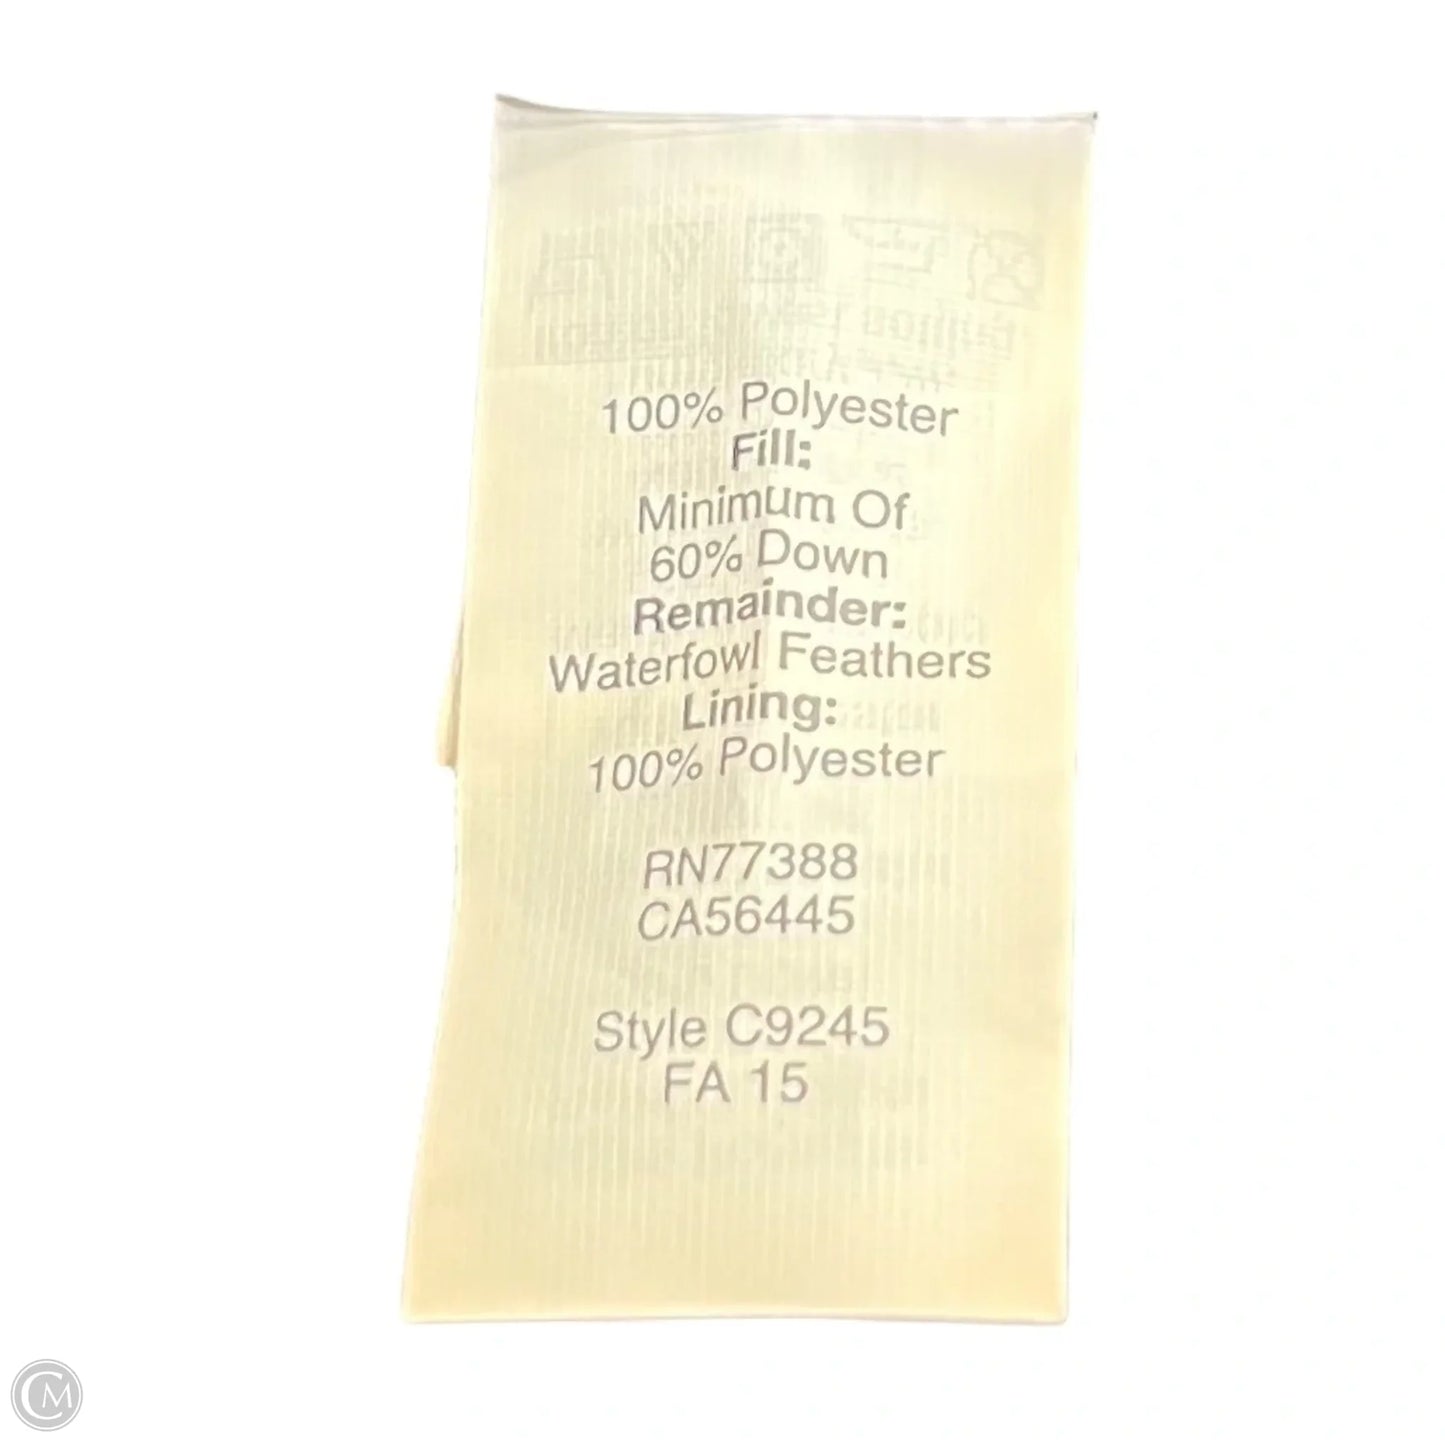 100% Polyester
Fill:
Minimum Of
60% Down
Remainder:
Waterfowl Feathers
Lining:
100% Polyester
RN77388
CA56445
Style C9245
FA 15
CM